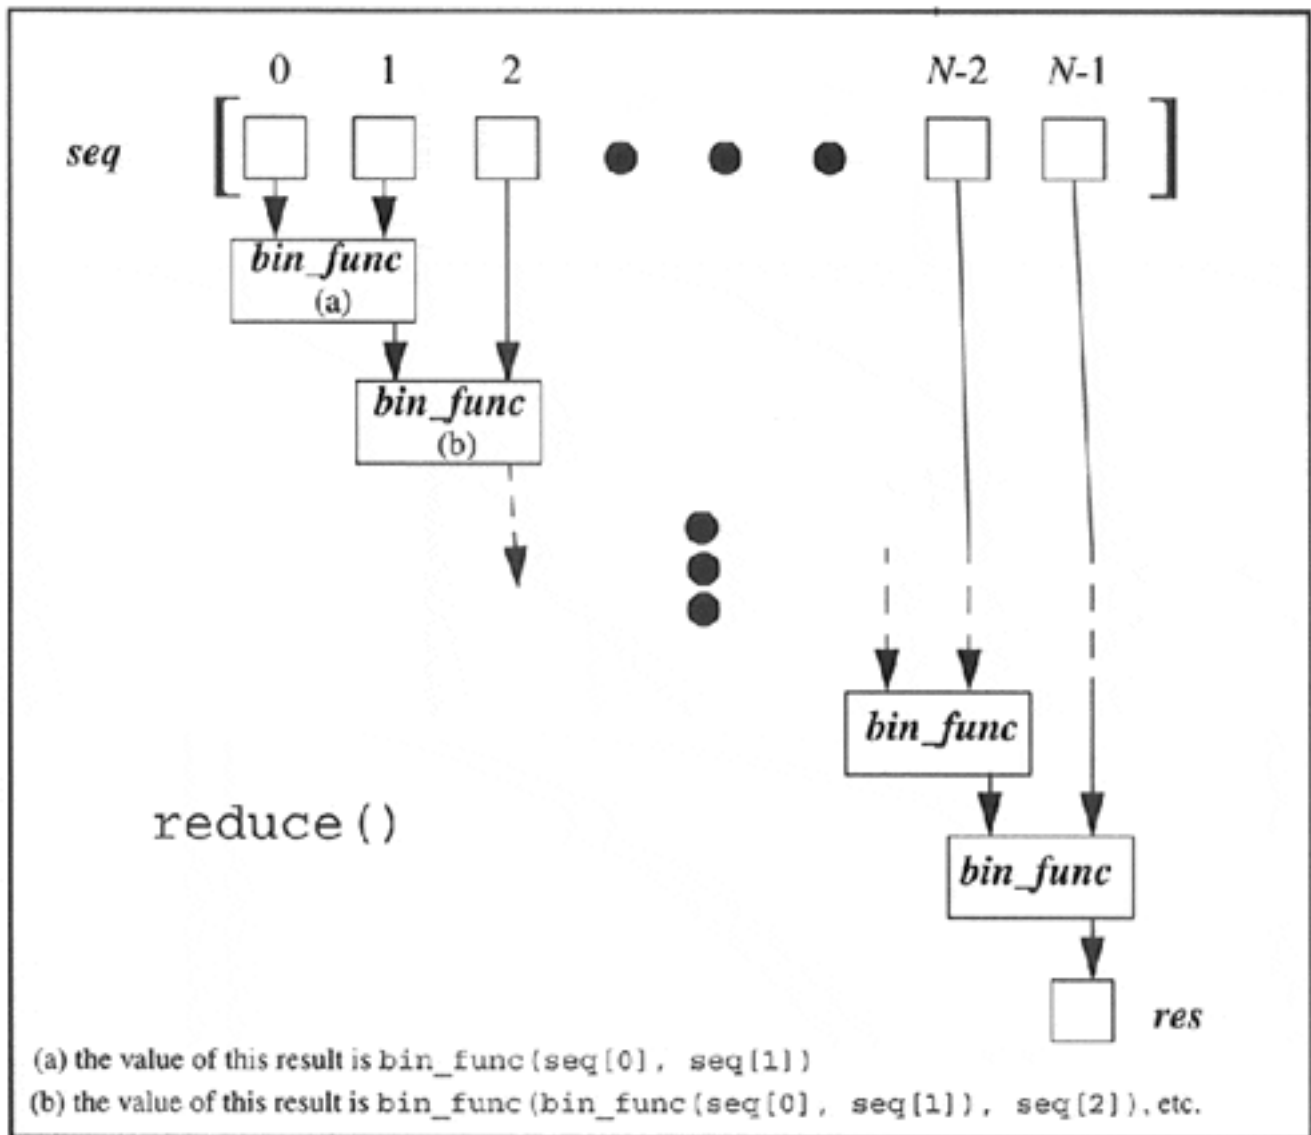 0 1 2 N-2 N-1
seq [ ]
bin_func
(a)
bin_func
(b)
bin_func
reduce()
bin_func
res
(a) the value of this result is bin_func(seq[0], seq[1])
(b) the value of this result is bin_func(bin_func(seq[0], seq[1]), seq[2]), etc.